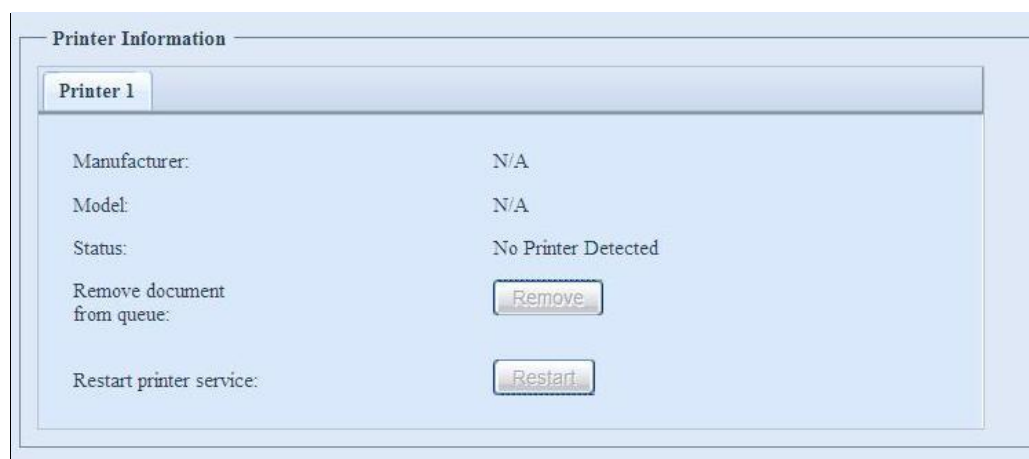 Printer Information
Printer 1
Manufacturer: N/A
Model: N/A
Status: No Printer Detected
Remove document
from queue: Remove
Restart printer service: Restart